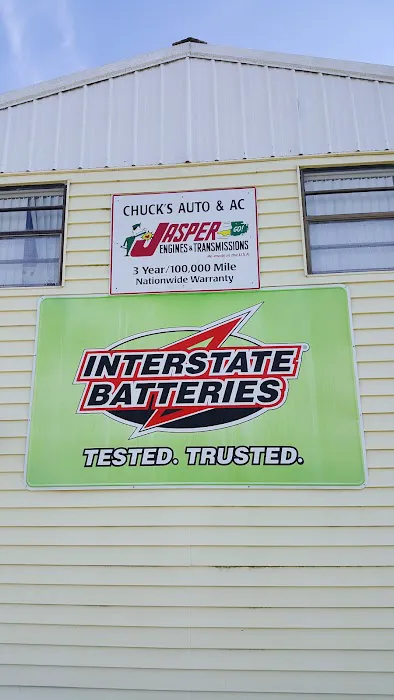 CHUCK'S AUTO & AC
JASPER
GO!
ENGINES & TRANSMISSIONS
3 Year/100,000 Mile
Nationwide Warranty
INTERSTATE
BATTERIES
TESTED. TRUSTED.